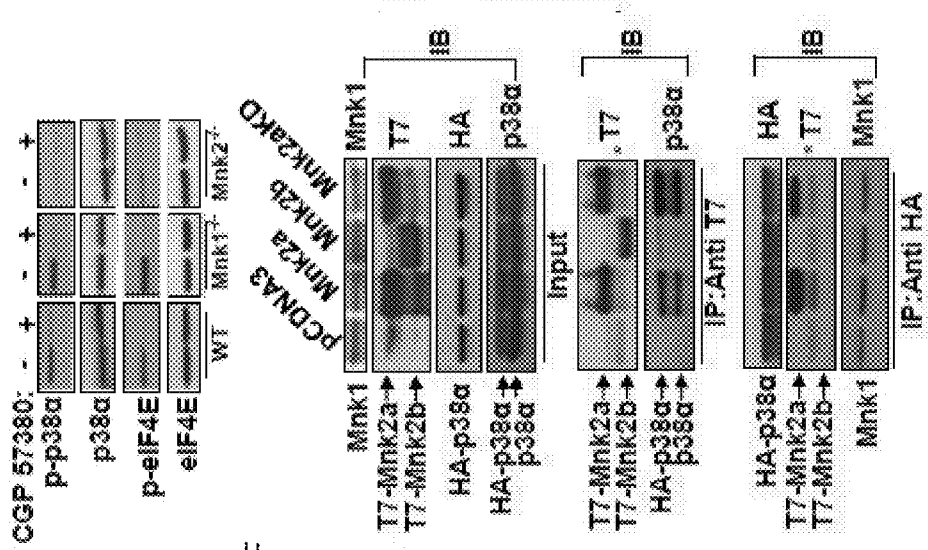 CGP 57380: - + - + - +
p-p38α
p38α
p-eIF4E
eIF4E
WT Mnk1-/- Mnk2-/-
pCDNA3 Mnk2a Mnk2b Mnk2aKD
Mnk1 Mnk1
T7-Mnk2a T7
T7-Mnk2b
HA-p38α HA
HA-p38α p38α
p38α
IB
Input
T7-Mnk2a * T7
T7-Mnk2b
HA-p38α p38α
p38α
IB
IP:Anti T7
HA-p38α HA
T7-Mnk2a * T7
T7-Mnk2b
Mnk1 Mnk1
IB
IP:Anti HA